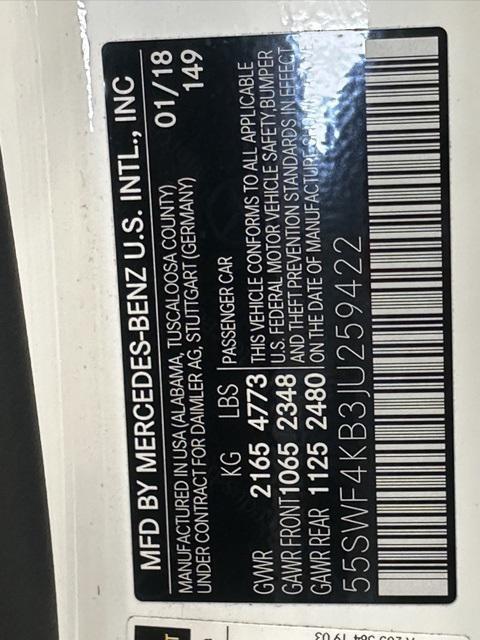 MFD BY MERCEDES-BENZ U.S. INTL., INC
01/18
149
MANUFACTURED IN USA (ALABAMA, TUSCALOOSA COUNTY)
UNDER CONTRACT FOR DAIMLER AG, STUTTGART (GERMANY)
KG LBS PASSENGER CAR
GVWR 2165 4773 THIS VEHICLE CONFORMS TO ALL APPLICABLE
U.S. FEDERAL MOTOR VEHICLE SAFETY, BUMPER
GAWR FRONT 1065 2348 AND THEFT PREVENTION STANDARDS IN EFFECT
GAWR REAR 1125 2480 ON THE DATE OF MANUFACTURE SHOWN
55SWF4KB3JU259422